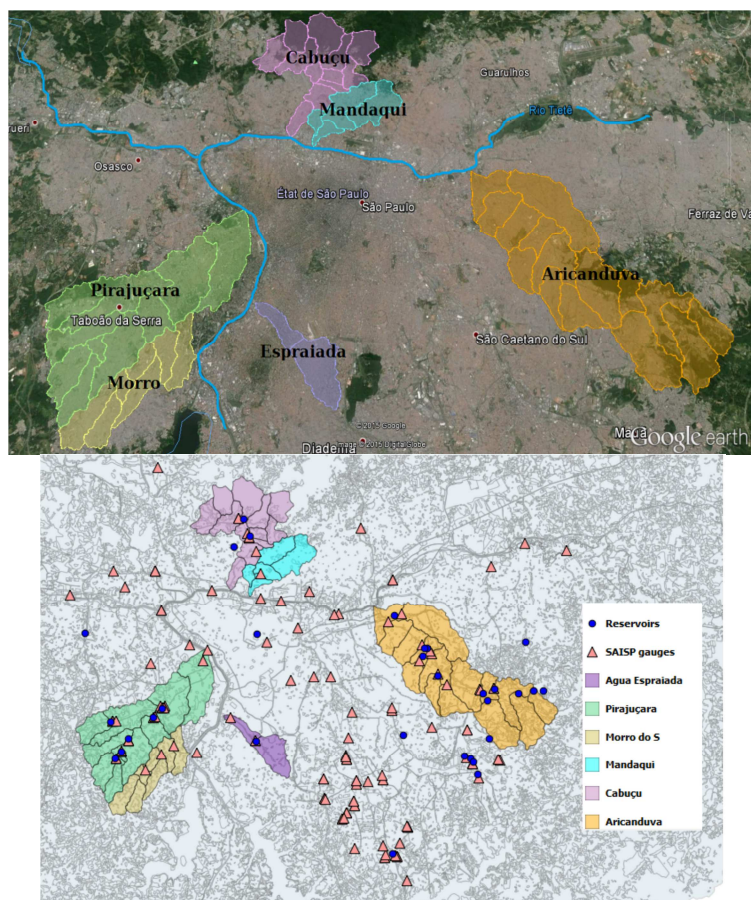 Cabuçu
Guarulhos
Mandaqui
Rio Tietê
rueri
Osasco
État de São Paulo
São Paulo
Ferraz de Va
Aricanduva
Pirajuçara
Taboão da Serra
São Caetano do Sul
Espraiada
Morro
© 2015 Google
Image © 2015 DigitalGlobe
Diadema
Mauá
Google earth
Reservoirs
SAISP gauges
Agua Espraiada
Pirajuçara
Morro do S
Mandaqui
Cabuçu
Aricanduva